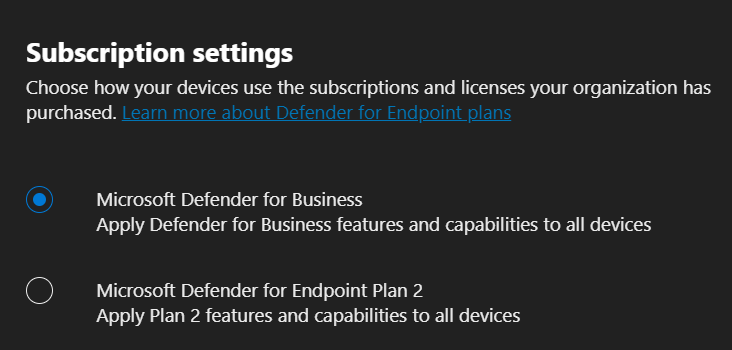 Subscription settings
Choose how your devices use the subscriptions and licenses your organization has
purchased. Learn more about Defender for Endpoint plans
Microsoft Defender for Business
Apply Defender for Business features and capabilities to all devices
Microsoft Defender for Endpoint Plan 2
Apply Plan 2 features and capabilities to all devices